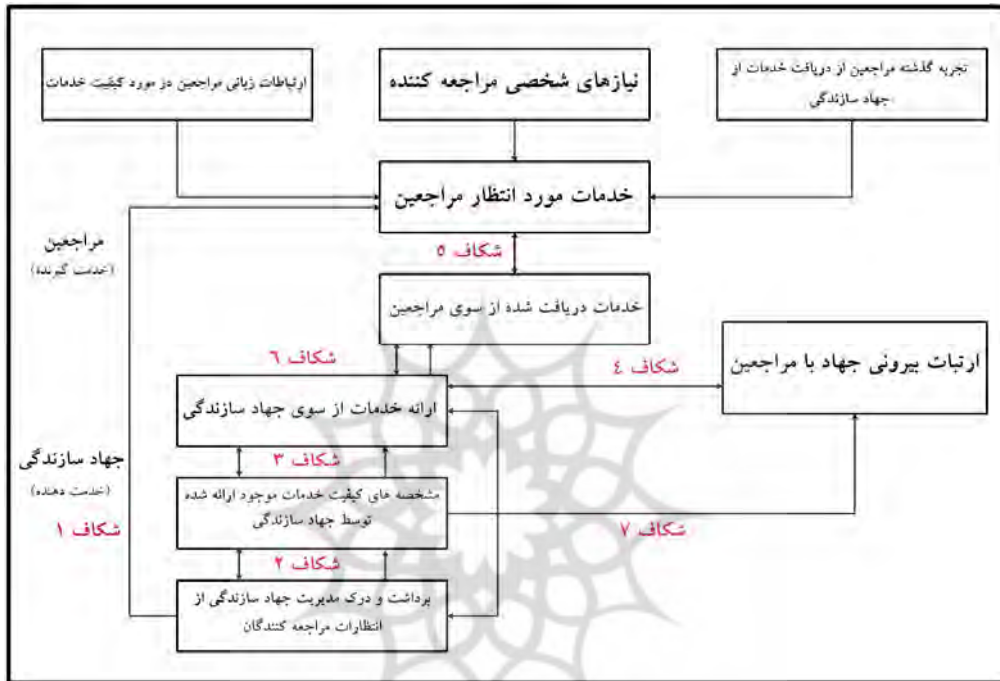 تجربه گذشته مراجعین از دریافت خدمات از
جهاد سازندگی
نیازهای شخصی مراجعه کننده
ارتباطات زبانی مراجعین در مورد کیفیت خدمات
خدمات مورد انتظار مراجعین
مراجعین
(خدمت گیرنده)
شکاف ۵
خدمات دریافت شده از سوی مراجعین
شکاف ۶
شکاف ۴
ارتبات بیرونی جهاد با مراجعین
ارائه خدمات از سوی جهاد سازندگی
جهاد سازندگی
(خدمت دهنده)
شکاف ۳
مشخصه های کیفیت خدمات موجود ارائه شده
توسط جهاد سازندگی
شکاف ۱
شکاف ۷
شکاف ۲
برداشت و درک مدیریت جهاد سازندگی از
انتظارات مراجعه کنندگان